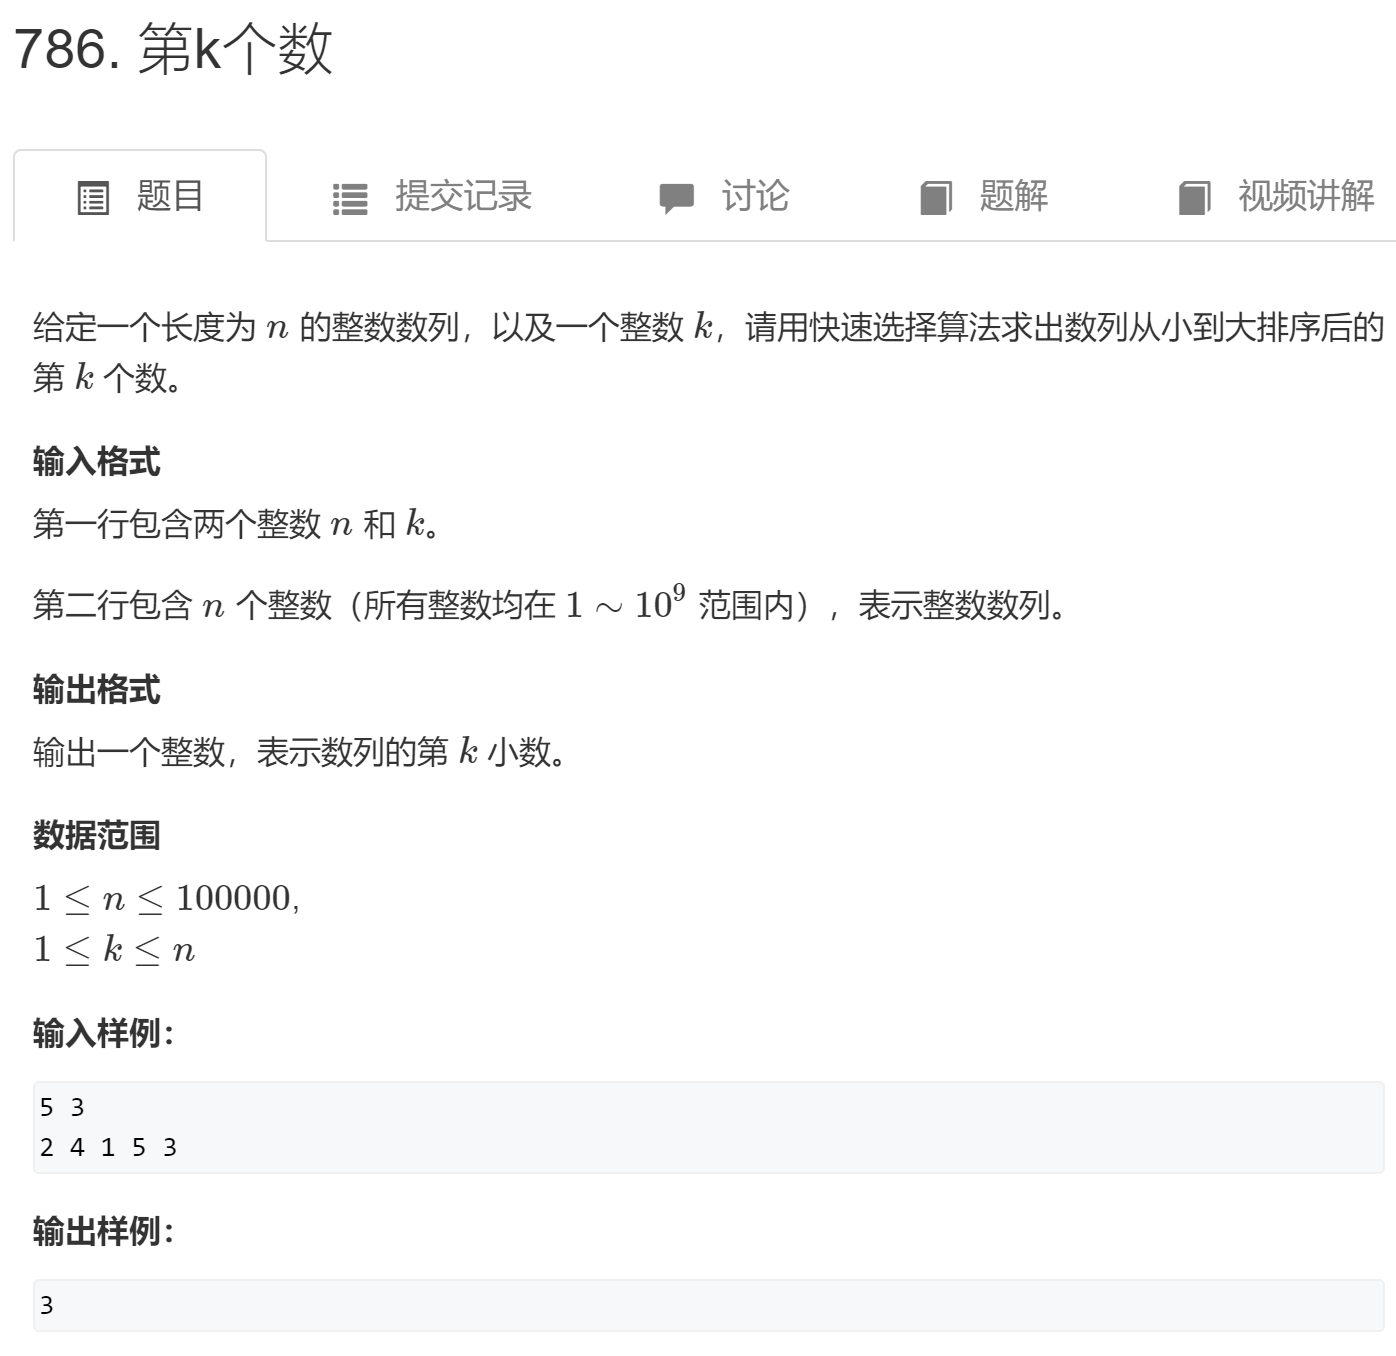 786. 第k个数
题目 提交记录 讨论 题解 视频讲解
给定一个长度为 n 的整数数列，以及一个整数 k，请用快速选择算法求出数列从小到大排序后的
第 k 个数。
输入格式
第一行包含两个整数 n 和 k。
第二行包含 n 个整数（所有整数均在 1 ∼ 10⁹ 范围内），表示整数数列。
输出格式
输出一个整数，表示数列的第 k 小数。
数据范围
1 ≤ n ≤ 100000,
1 ≤ k ≤ n
输入样例：
5 3
2 4 1 5 3
输出样例：
3